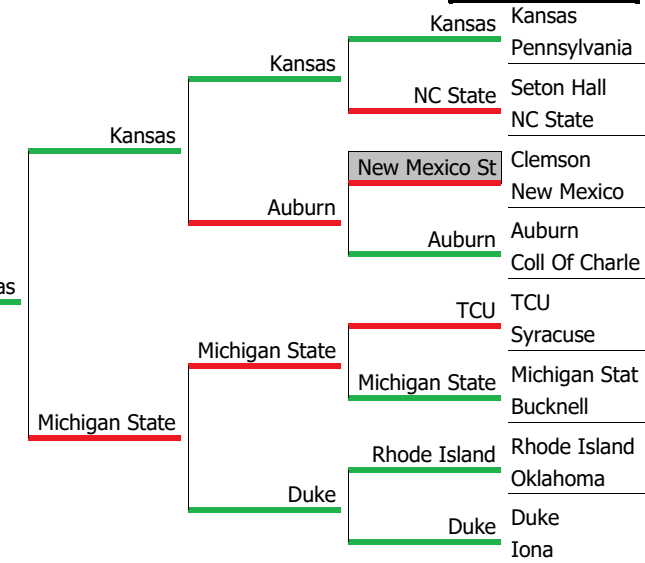 Kansas
Kansas
Pennsylvania
Kansas
NC State
Seton Hall
NC State
Kansas
New Mexico St
Clemson
New Mexico
Auburn
Auburn
Auburn
Coll Of Charle
as
TCU
TCU
Syracuse
Michigan State
Michigan State
Michigan Stat
Bucknell
Michigan State
Rhode Island
Rhode Island
Oklahoma
Duke
Duke
Duke
Iona